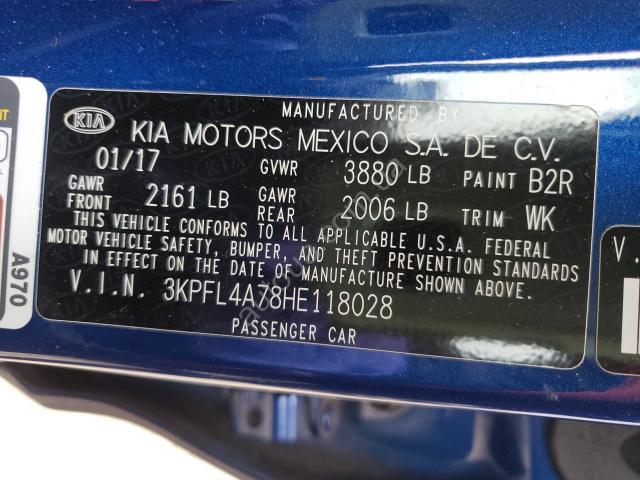 MANUFACTURED BY
KIA KIA MOTORS MEXICO S.A. DE C.V.
01/17 GVWR 3880 LB PAINT B2R
GAWR FRONT 2161 LB GAWR REAR 2006 LB TRIM WK
THIS VEHICLE CONFORMS TO ALL APPLICABLE U.S.A. FEDERAL
MOTOR VEHICLE SAFETY, BUMPER, AND THEFT PREVENTION STANDARDS
IN EFFECT ON THE DATE OF MANUFACTURE SHOWN ABOVE.
V.I.N. 3KPFL4A78HE118028
PASSENGER CAR
A970